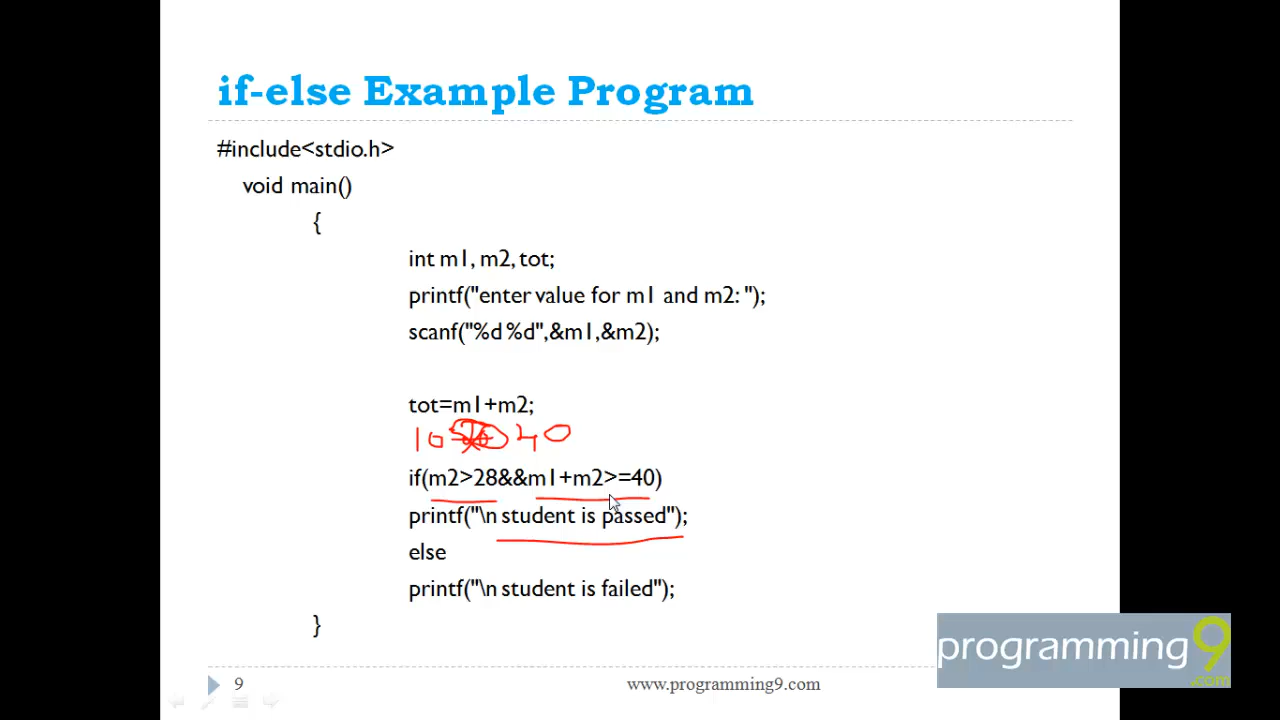 if-else Example Program
#include<stdio.h>
void main()
{
int m1, m2, tot;
printf("enter value for m1 and m2: ");
scanf("%d %d",&m1,&m2);
tot=m1+m2;
10 40
if(m2>28&&m1+m2>=40)
printf("\n student is passed");
else
printf("\n student is failed");
}
programming9
.com
9
www.programming9.com